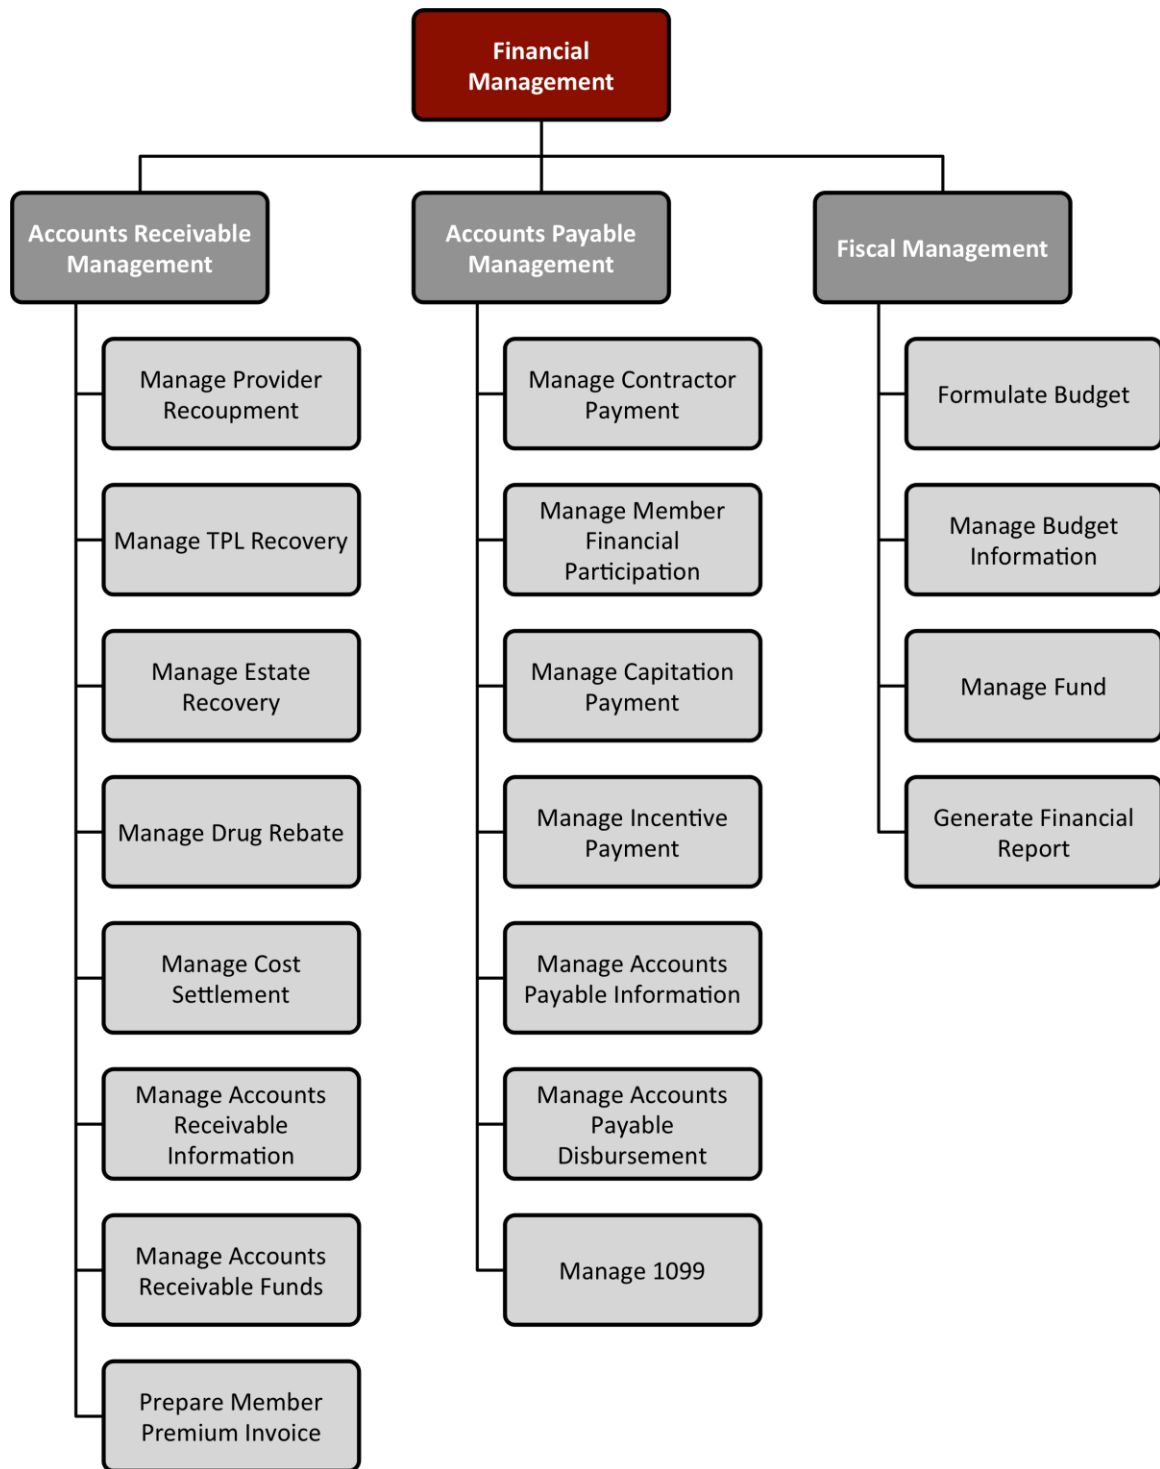 Financial
Management
Accounts Receivable
Management
Manage Provider
Recoupment
Manage TPL Recovery
Manage Estate
Recovery
Manage Drug Rebate
Manage Cost
Settlement
Manage Accounts
Receivable
Information
Manage Accounts
Receivable Funds
Prepare Member
Premium Invoice
Accounts Payable
Management
Manage Contractor
Payment
Manage Member
Financial
Participation
Manage Capitation
Payment
Manage Incentive
Payment
Manage Accounts
Payable Information
Manage Accounts
Payable
Disbursement
Manage 1099
Fiscal Management
Formulate Budget
Manage Budget
Information
Manage Fund
Generate Financial
Report